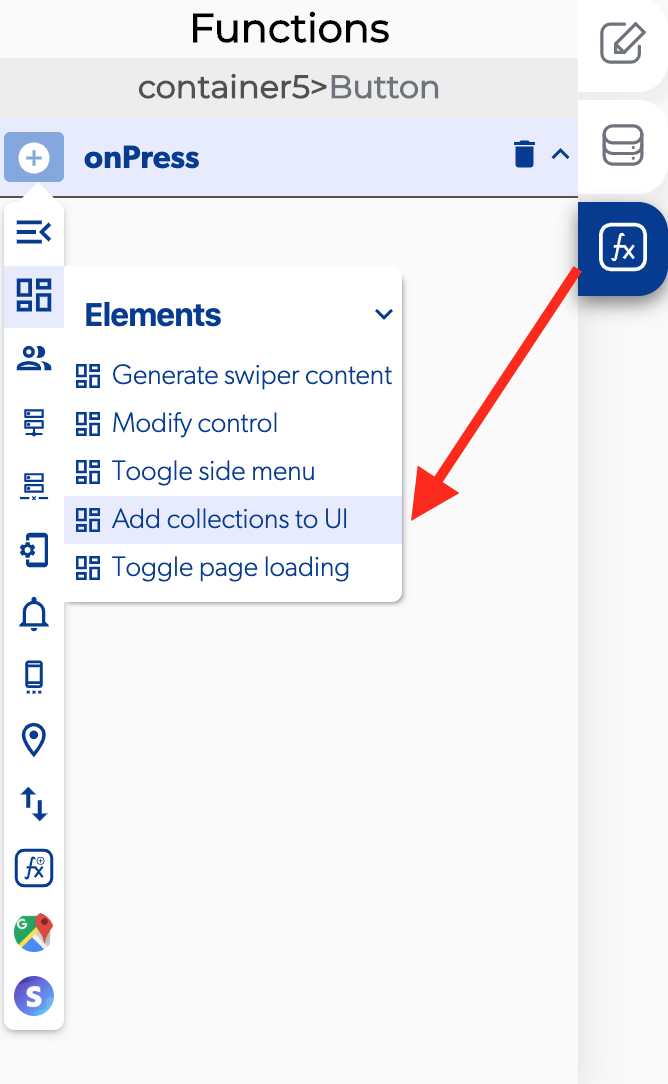 Functions
container5>Button
onPress
fx
Elements
Generate swiper content
Modify control
Toogle side menu
Add collections to UI
Toggle page loading
fx
G
S